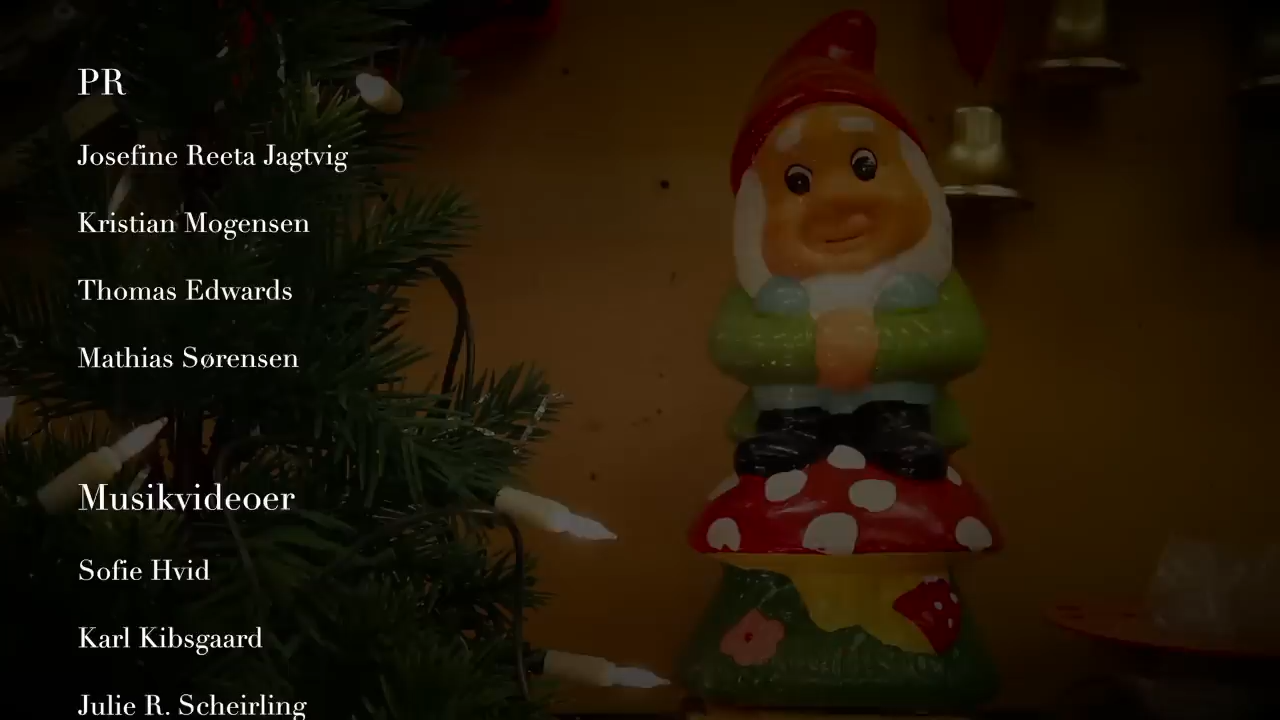 PR
Josefine Reeta Jagtvig
Kristian Mogensen
Thomas Edwards
Mathias Sørensen
Musikvideoer
Sofie Hvid
Karl Kibsgaard
Julie R. Scheirling